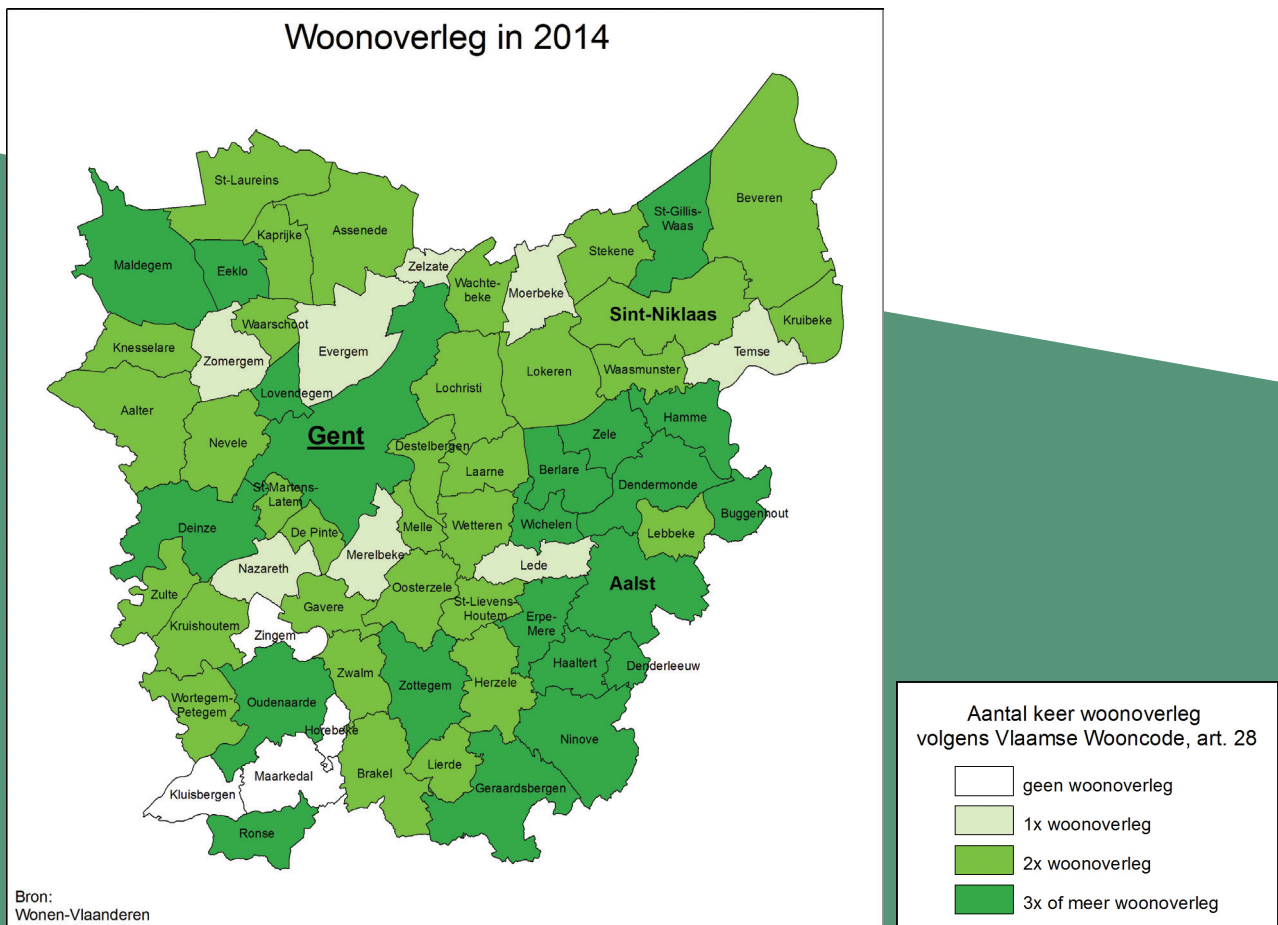 Woonoverleg in 2014
St-Laureins
Beveren
St-Gillis-
Waas
Kaprijke
Assenede
Stekene
Maldegem
Eeklo
Zelzate
Wachte-
beke
Moerbeke
Sint-Niklaas
Kruibeke
Waarschoot
Knesselare
Zomergem
Evergem
Temse
Lokeren
Waasmunster
Lovendegem
Lochristi
Aalter
Hamme
Nevele
Gent
Zele
Destelbergen
Laarne
Berlare
Dendermonde
St-Martens-
Latem
Buggenhout
Deinze
De Pinte
Melle
Wetteren
Wichelen
Lebbeke
Merelbeke
Nazareth
Lede
Aalst
Zulte
Oosterzele
Gavere
St-Lievens-
Houtem
Kruishoutem
Erpe-
Mere
Zingem
Haaltert
Denderleeuw
Zwalm
Zottegem
Herzele
Wortegem-
Petegem
Oudenaarde
Horebeke
Ninove
Maarkedal
Brakel
Lierde
Geraardsbergen
Kluisbergen
Ronse
Bron:
Wonen-Vlaanderen
Aantal keer woonoverleg
volgens Vlaamse Wooncode, art. 28
geen woonoverleg
1x woonoverleg
2x woonoverleg
3x of meer woonoverleg